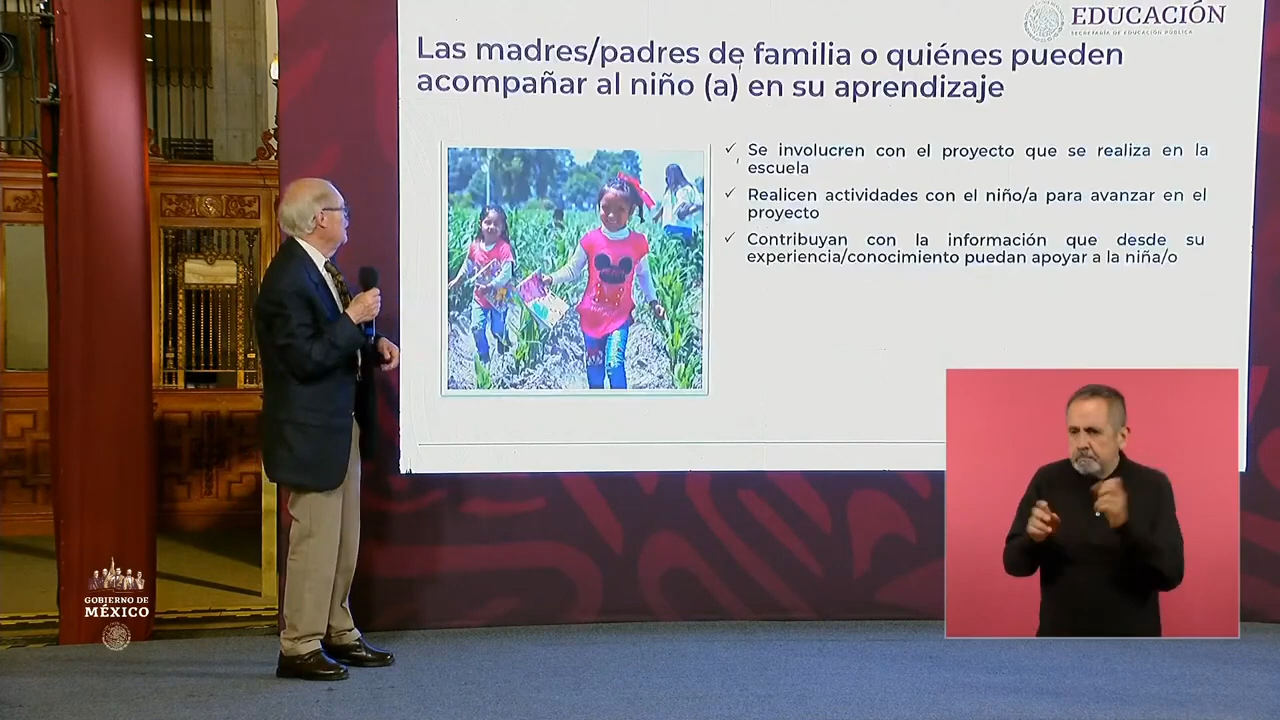 EDUCACIÓN
SECRETARÍA DE EDUCACIÓN PÚBLICA
Las madres/padres de familia o quiénes pueden
acompañar al niño (a) en su aprendizaje
✓ Se involucren con el proyecto que se realiza en la
escuela
✓ Realicen actividades con el niño/a para avanzar en el
proyecto
✓ Contribuyan con la información que desde su
experiencia/conocimiento puedan apoyar a la niña/o
GOBIERNO DE
MÉXICO